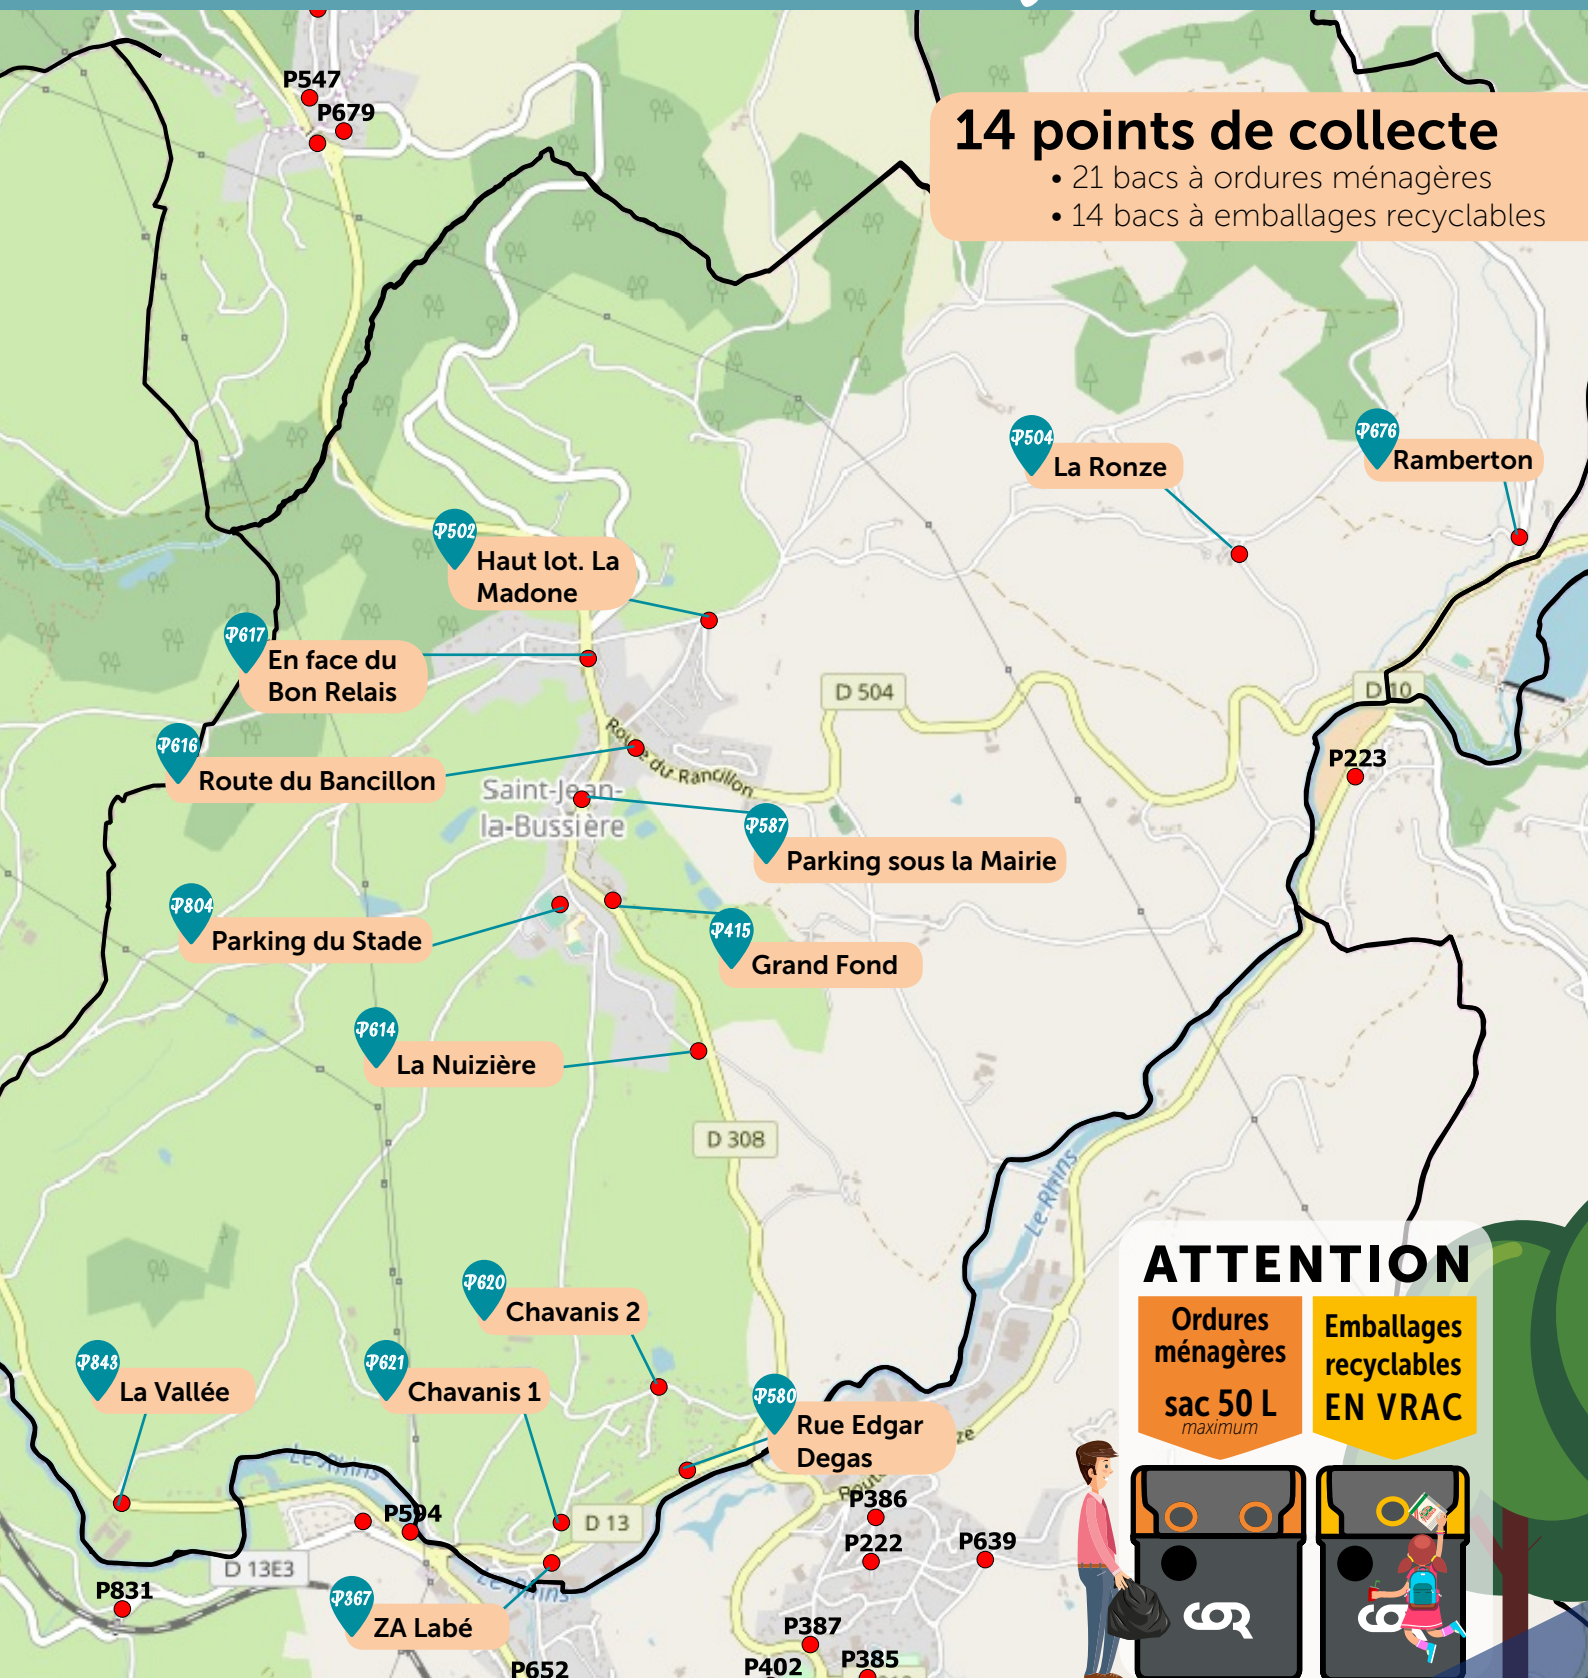 P547
P679
14 points de collecte
• 21 bacs à ordures ménagères
• 14 bacs à emballages recyclables
P504
La Ronze
P676
Ramberton
P502
Haut lot. La
Madone
P617
En face du
Bon Relais
D 504
D 10
P616
Route du Bancillon
Route du Rancillon
P223
Saint-Jean-
la-Bussière
P587
Parking sous la Mairie
P804
Parking du Stade
P415
Grand Fond
P614
La Nuizière
D 308
Le Rhins
P620
Chavanis 2
P843
La Vallée
P621
Chavanis 1
P580
Rue Edgar
Degas
Le Rhins
P594
D 13
P386
P222
P639
D 13E3
Le Rhins
P831
P367
ZA Labé
P387
P652
P402
P385
ATTENTION
Ordures
ménagères
sac 50 L
maximum
Emballages
recyclables
EN VRAC